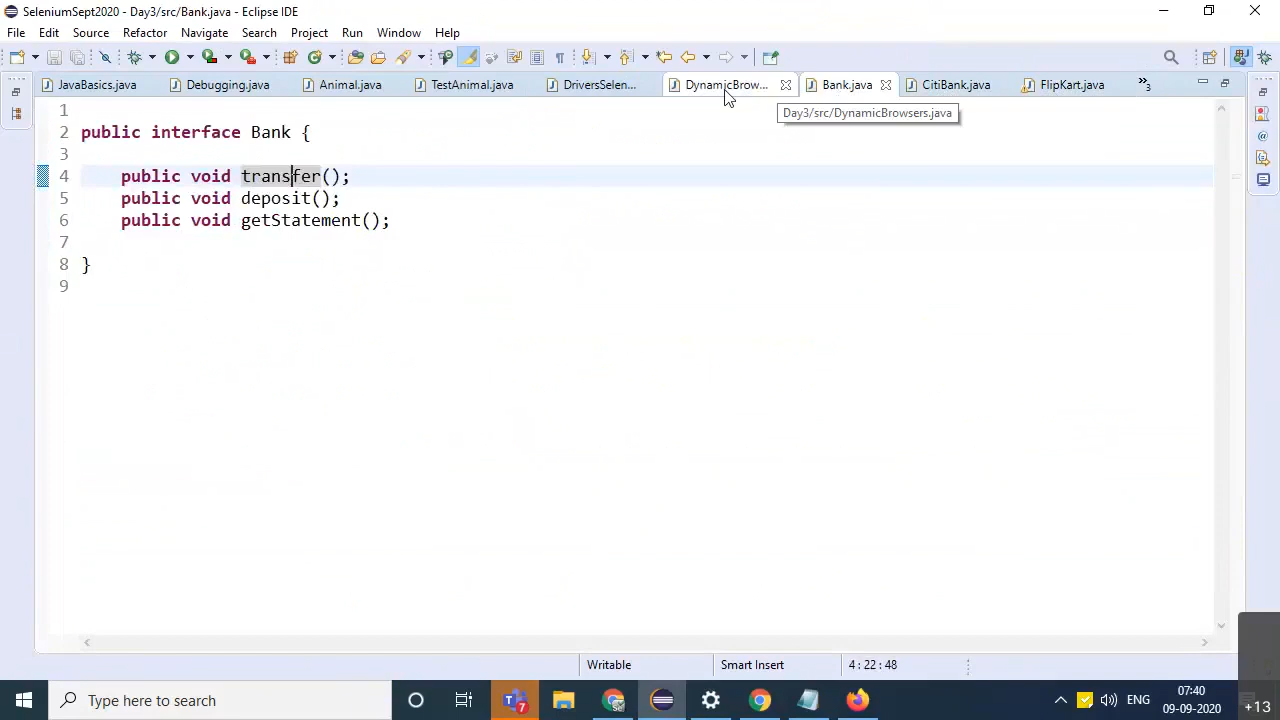 SeleniumSept2020 - Day3/src/Bank.java - Eclipse IDE
File Edit Source Refactor Navigate Search Project Run Window Help
JavaBasics.java Debugging.java Animal.java TestAnimal.java DriversSelen... DynamicBrow... Bank.java CitiBank.java FlipKart.java 3
Day3/src/DynamicBrowsers.java
1
2 public interface Bank {
3
4 public void transfer();
5 public void deposit();
6 public void getStatement();
7
8 }
9
Writable Smart Insert 4 : 22 : 48
Type here to search 7 ENG 07:40
09-09-2020
+13